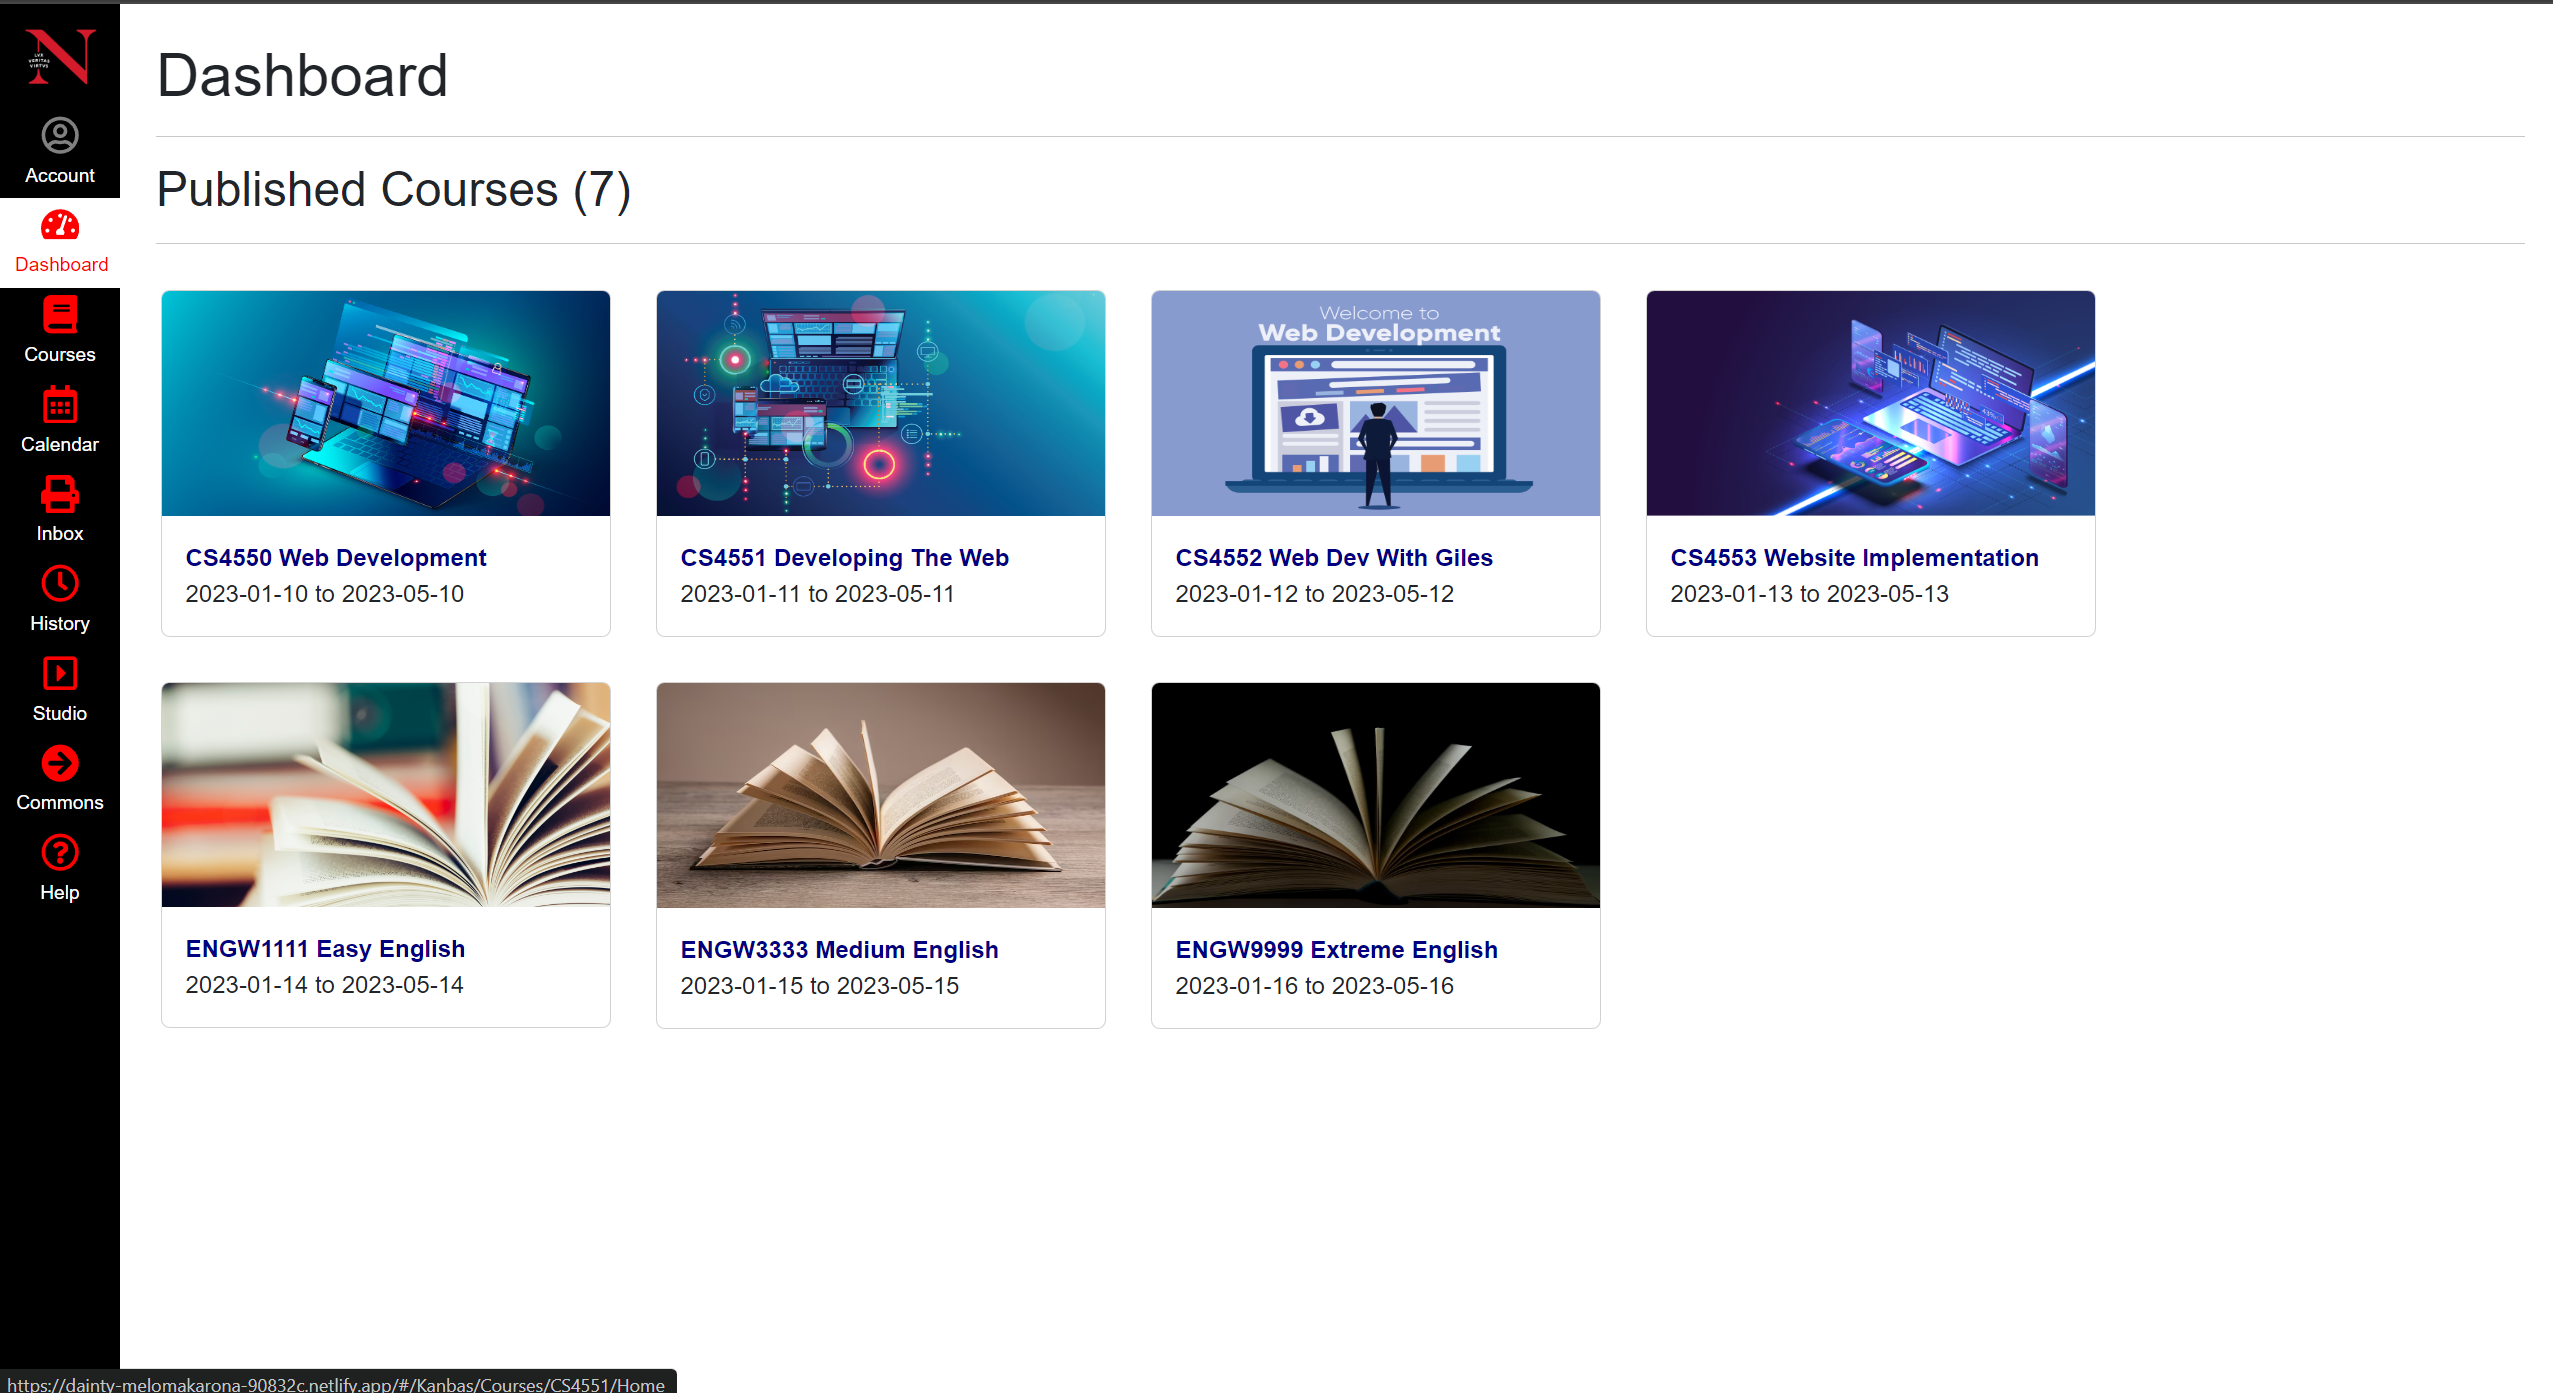 LVX
VERITAS
VIRTVS
Account
Dashboard
Courses
Calendar
Inbox
History
Studio
Commons
Help
Dashboard
Published Courses (7)
Welcome to
Web Development
CS4550 Web Development
2023-01-10 to 2023-05-10
CS4551 Developing The Web
2023-01-11 to 2023-05-11
CS4552 Web Dev With Giles
2023-01-12 to 2023-05-12
CS4553 Website Implementation
2023-01-13 to 2023-05-13
ENGW1111 Easy English
2023-01-14 to 2023-05-14
ENGW3333 Medium English
2023-01-15 to 2023-05-15
ENGW9999 Extreme English
2023-01-16 to 2023-05-16
https://dainty-melomakarona-90832c.netlify.app/#/Kanbas/Courses/CS4551/Home